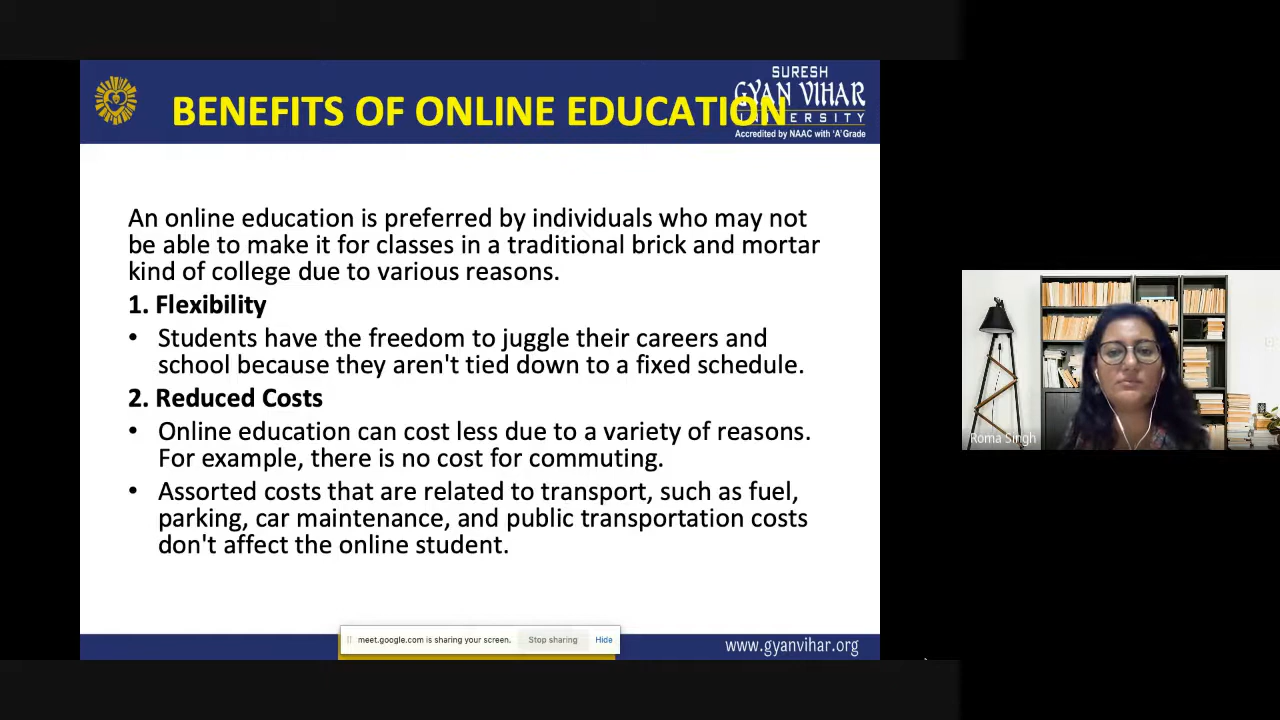 SURESH
GYAN VIHAR
UNIVERSITY
Accredited by NAAC with 'A' Grade
BENEFITS OF ONLINE EDUCATION
An online education is preferred by individuals who may not
be able to make it for classes in a traditional brick and mortar
kind of college due to various reasons.
1. Flexibility
• Students have the freedom to juggle their careers and
school because they aren't tied down to a fixed schedule.
2. Reduced Costs
• Online education can cost less due to a variety of reasons.
For example, there is no cost for commuting.
• Assorted costs that are related to transport, such as fuel,
parking, car maintenance, and public transportation costs
don't affect the online student.
meet.google.com is sharing your screen. Stop sharing Hide
www.gyanvihar.org
Roma Singh